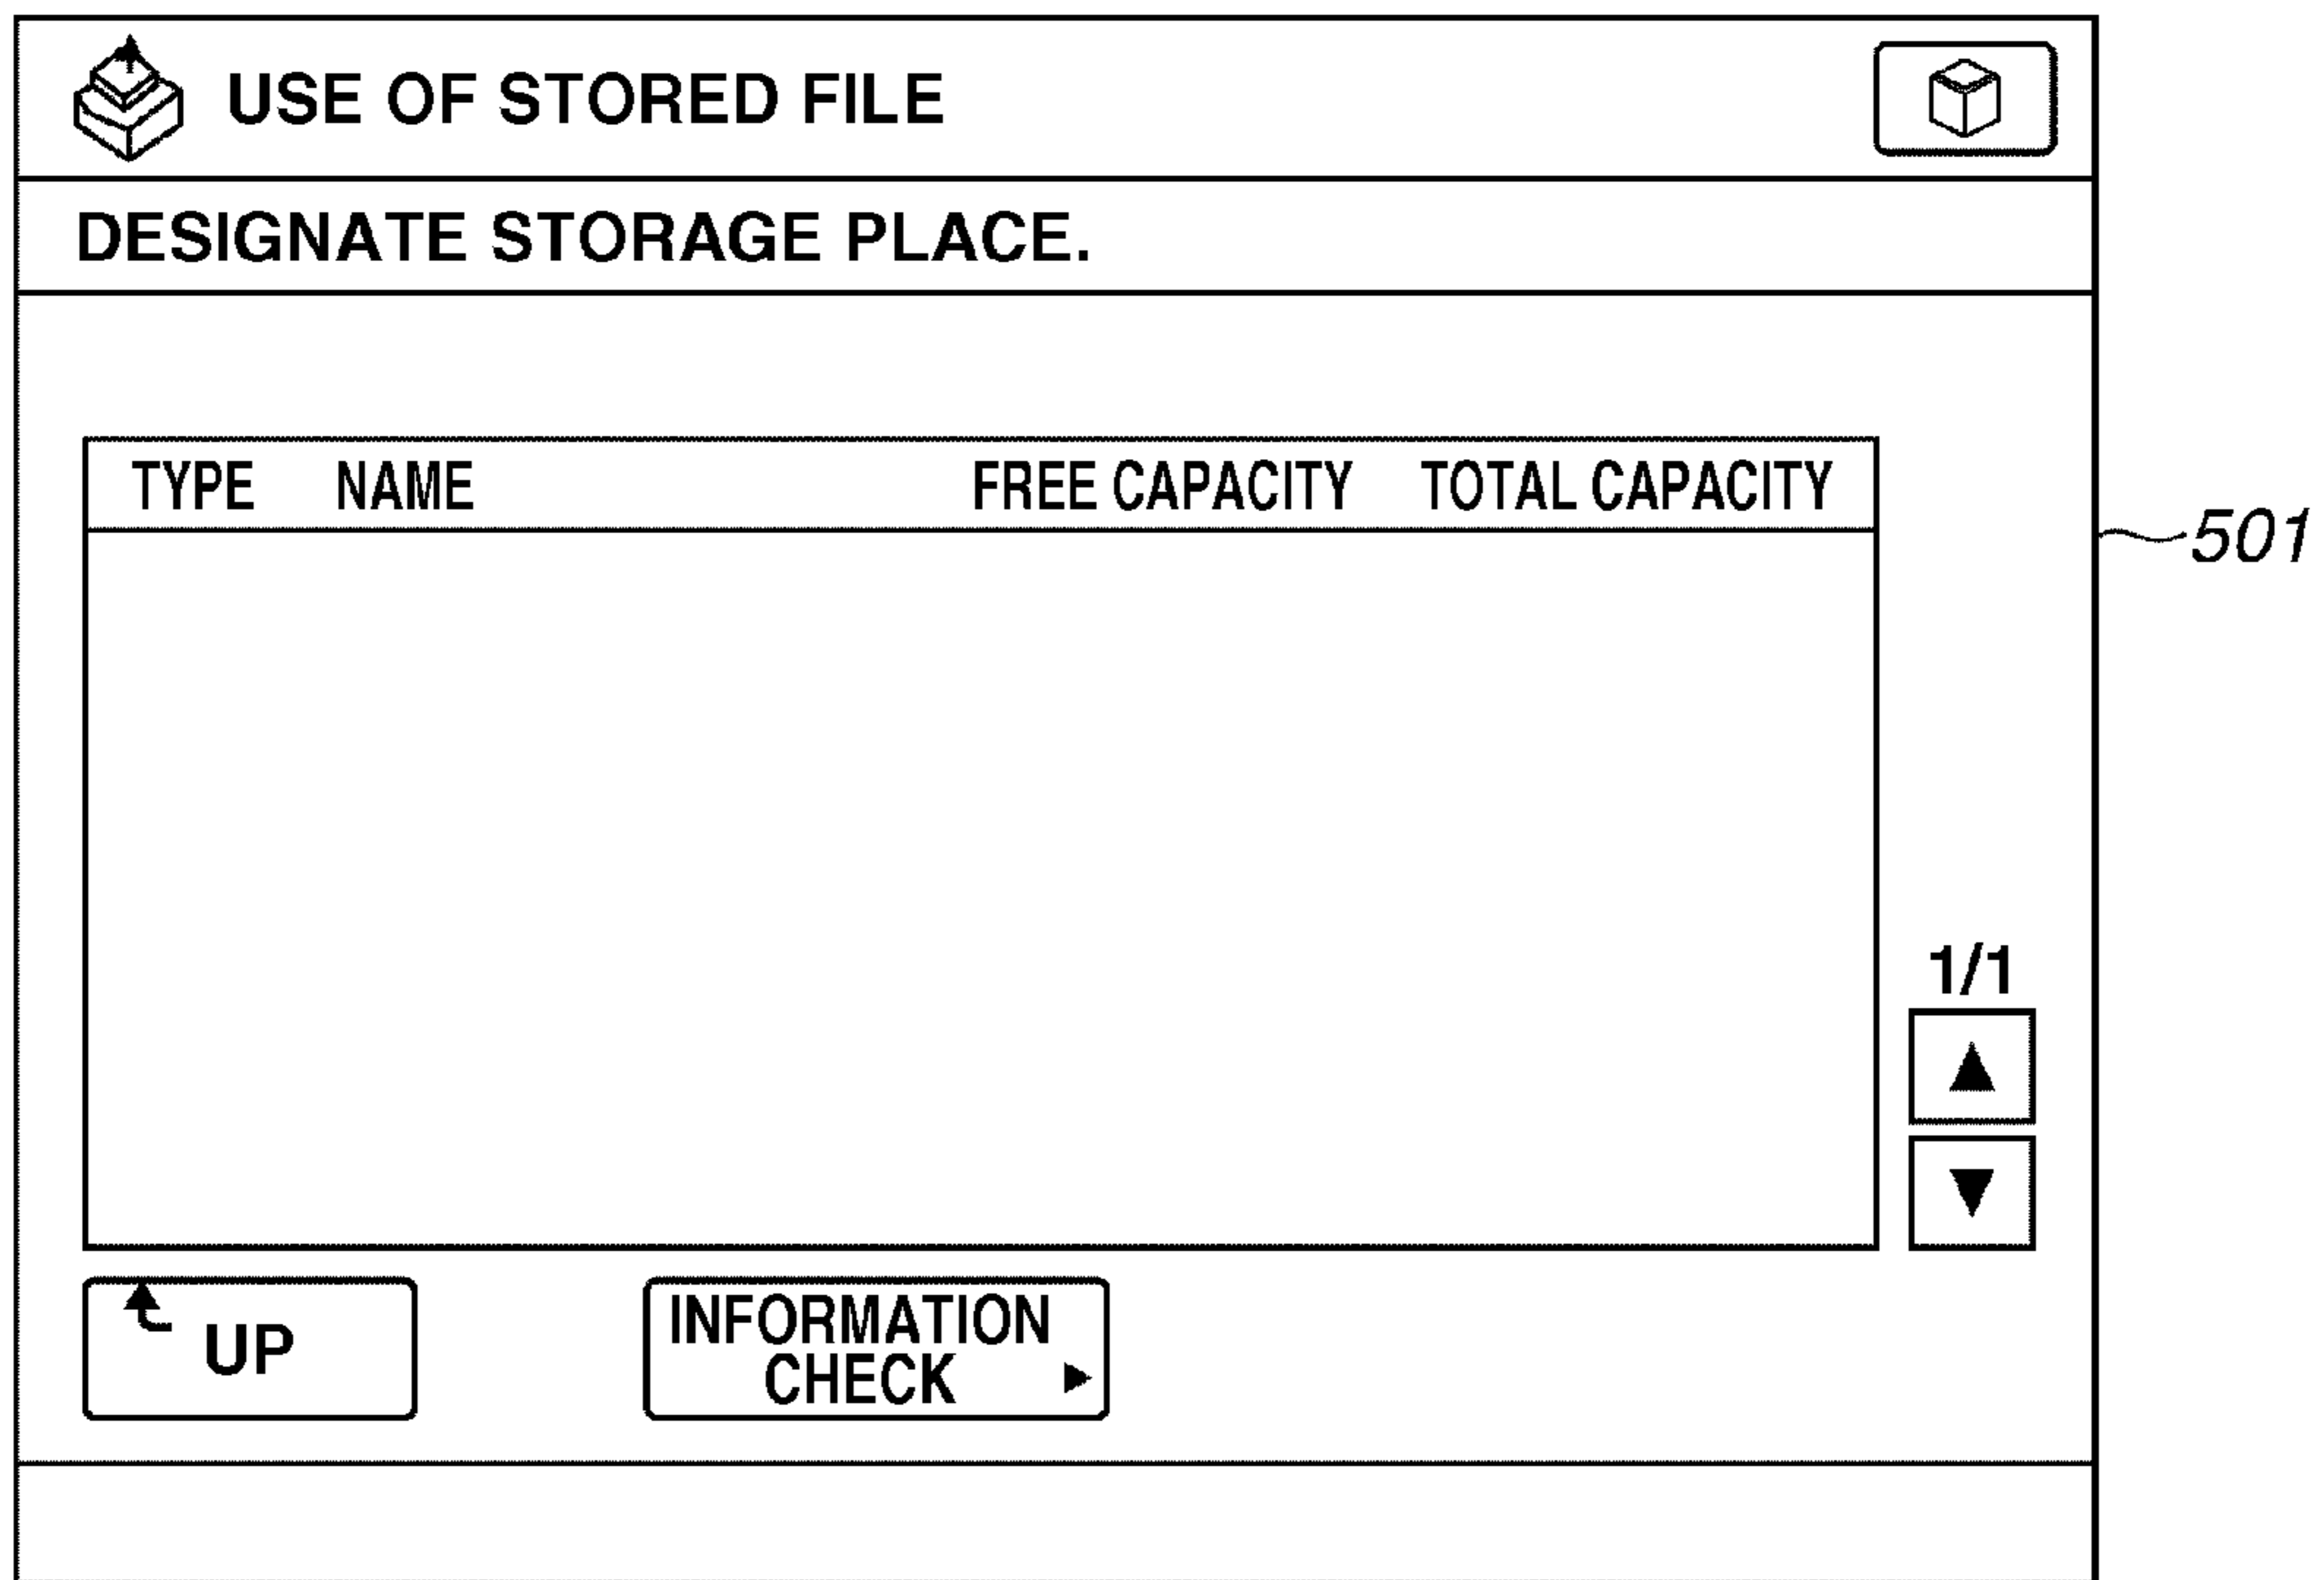 USE OF STORED FILE
DESIGNATE STORAGE PLACE.
TYPE NAME FREE CAPACITY TOTAL CAPACITY
501
1/1
UP
INFORMATION
CHECK